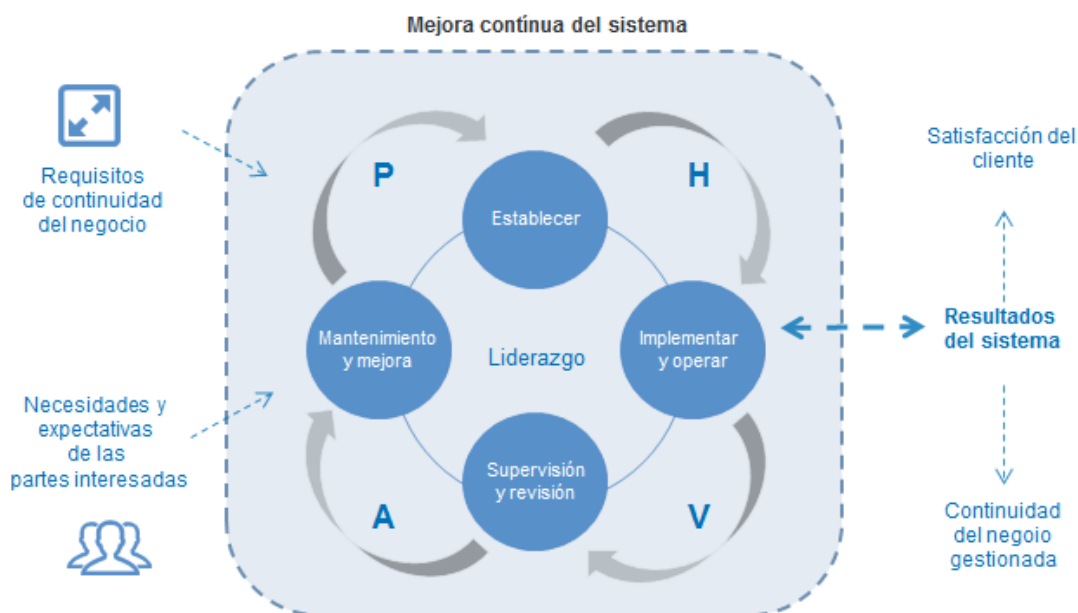 Mejora contínua del sistema
Requisitos
de continuidad
del negocio
Necesidades y
expectativas
de las
partes interesadas
P
H
Establecer
Mantenimiento
y mejora
Liderazgo
Implementar
y operar
Supervisión
y revisión
A
V
Satisfacción del
cliente
Resultados
del sistema
Continuidad
del negoio
gestionada